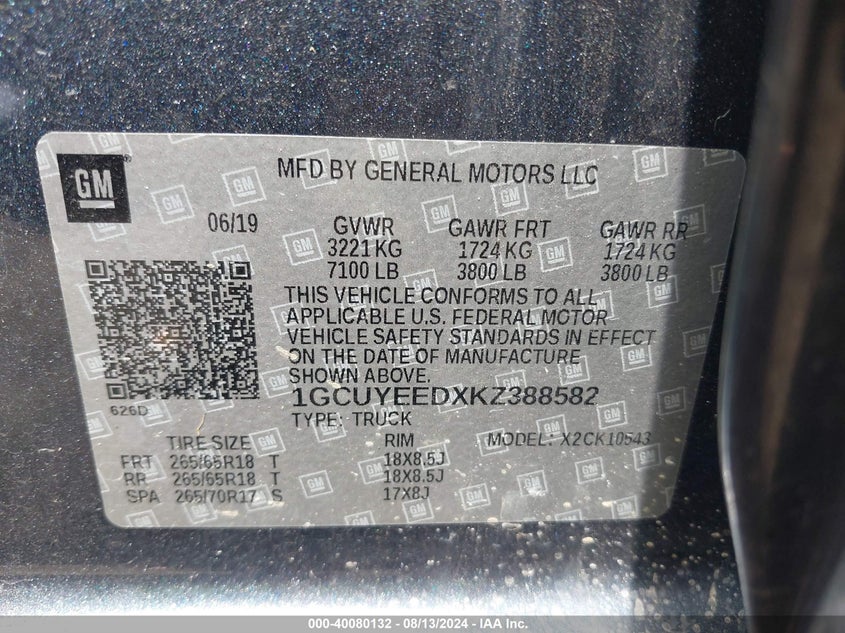 GM
MFD BY GENERAL MOTORS LLC
06/19 GVWR GAWR FRT GAWR RR
3221 KG 1724 KG 1724 KG
7100 LB 3800 LB 3800 LB
THIS VEHICLE CONFORMS TO ALL
APPLICABLE U.S. FEDERAL MOTOR
VEHICLE SAFETY STANDARDS IN EFFECT
ON THE DATE OF MANUFACTURE
SHOWN ABOVE.
626D
1GCUYEEDXKZ388582
TYPE: TRUCK
TIRE SIZE RIM MODEL: X2CK10543
FRT 265/65R18 T 18X8.5J
RR 265/65R18 T 18X8.5J
SPA 265/70R17 S 17X8J
000-40080132 - 08/13/2024 - IAA Inc.